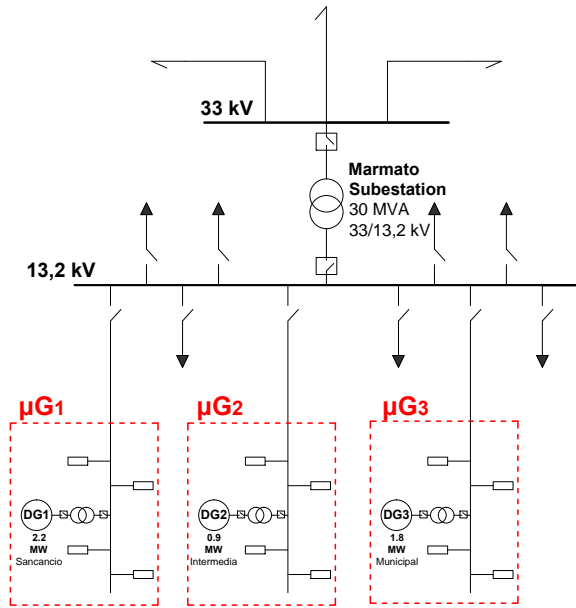 33 kV
Marmato
Subestation
30 MVA
33/13,2 kV
13,2 kV
µG1
µG2
µG3
DG1
2.2
MW
Sancancio
DG2
0.9
MW
Intermedia
DG3
1.8
MW
Municipal